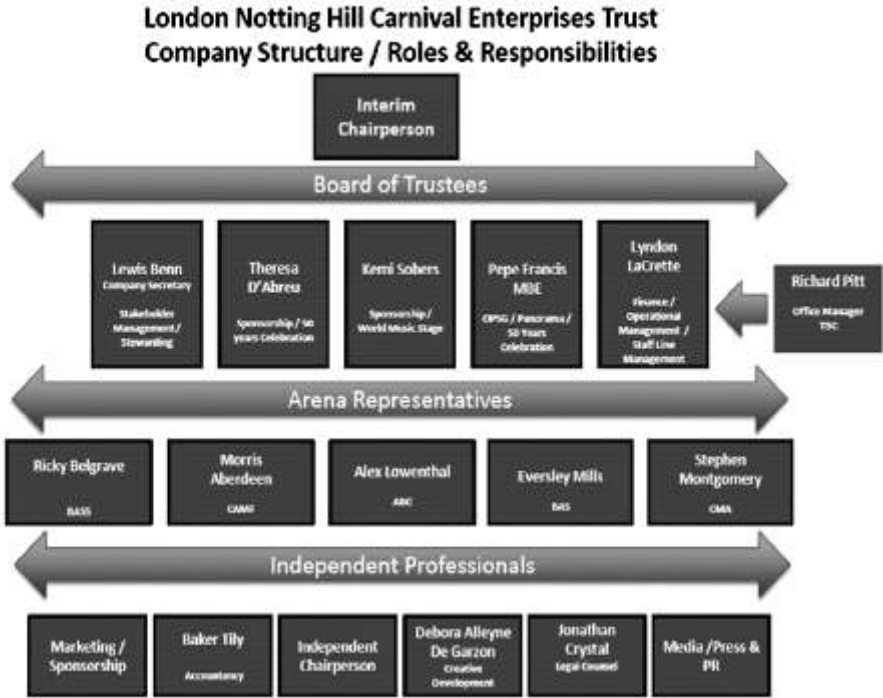 London Notting Hill Carnival Enterprises Trust
Company Structure / Roles & Responsibilities
Interim
Chairperson
Board of Trustees
Lewis Benn
Company Secretary
Stakeholder
Management/
Stewarding
Theresa
D'Abreu
Sponsorship / 50
years Celebration
Kemi Sobers
Sponsorship /
World Music Stage
Pepe Francis
MBE
OPSG / Panorama /
50 Years
Celebration
Lyndon
LaCrette
Finance /
Operational
Management /
Staff Line
Management
Richard Pitt
Office Manager
TSC
Arena Representatives
Ricky Belgrave
BASS
Morris
Aberdeen
CAMF
Alex Lowenthal
ABC
Eversley Mills
BAS
Stephen
Montgomery
CMA
Independent Professionals
Marketing /
Sponsorship
Baker Tily
Accountancy
Independent
Chairperson
Debora Alleyne
De Garzon
Creative
Development
Jonathan
Crystal
Legal Counsel
Media /Press &
PR